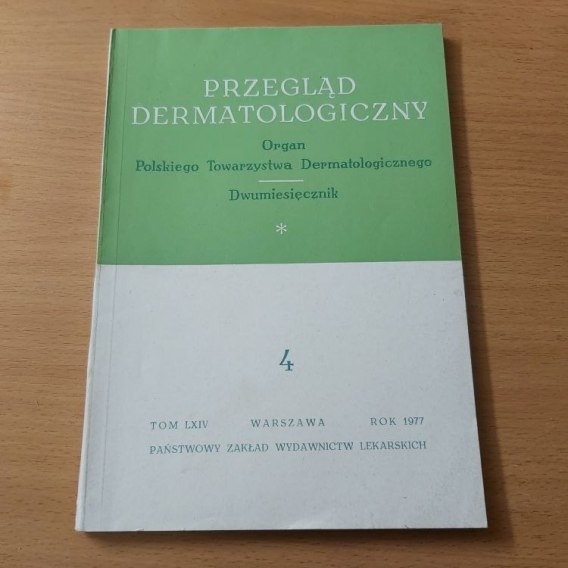 PRZEGLĄD
DERMATOLOGICZNY
Organ
Polskiego Towarzystwa Dermatologicznego
Dwumiesięcznik
*
4
TOM LXIV WARSZAWA ROK 1977
PAŃSTWOWY ZAKŁAD WYDAWNICTW LEKARSKICH